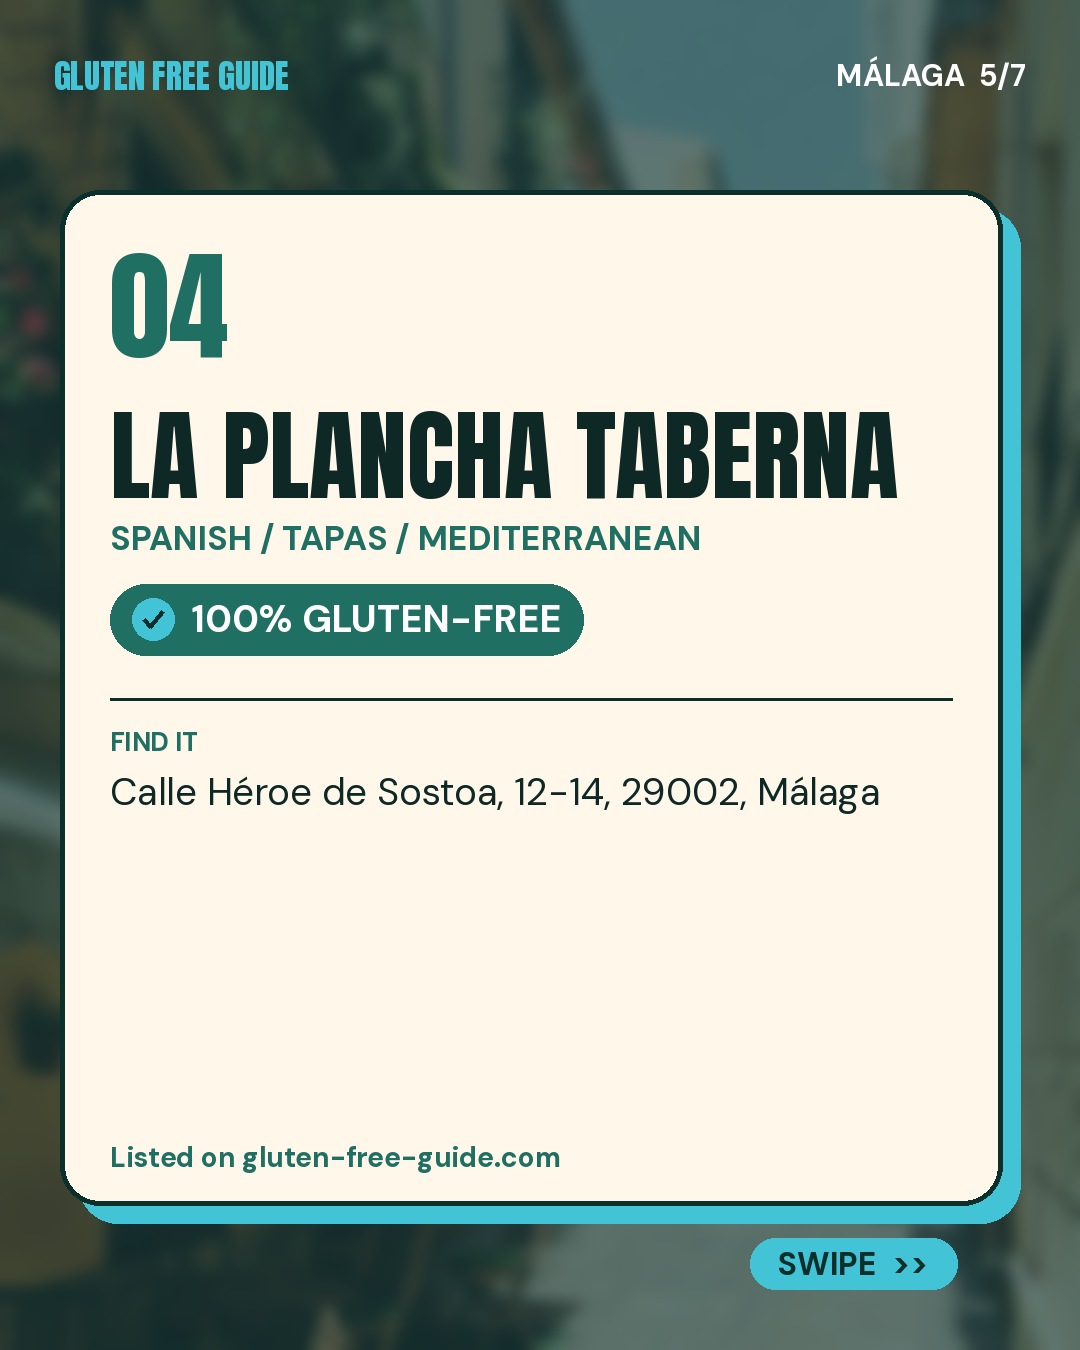 GLUTEN FREE GUIDE
MÁLAGA 5/7
04
LA PLANCHA TABERNA
SPANISH / TAPAS / MEDITERRANEAN
100% GLUTEN-FREE
FIND IT
Calle Héroe de Sostoa, 12-14, 29002, Málaga
Listed on gluten-free-guide.com
SWIPE >>